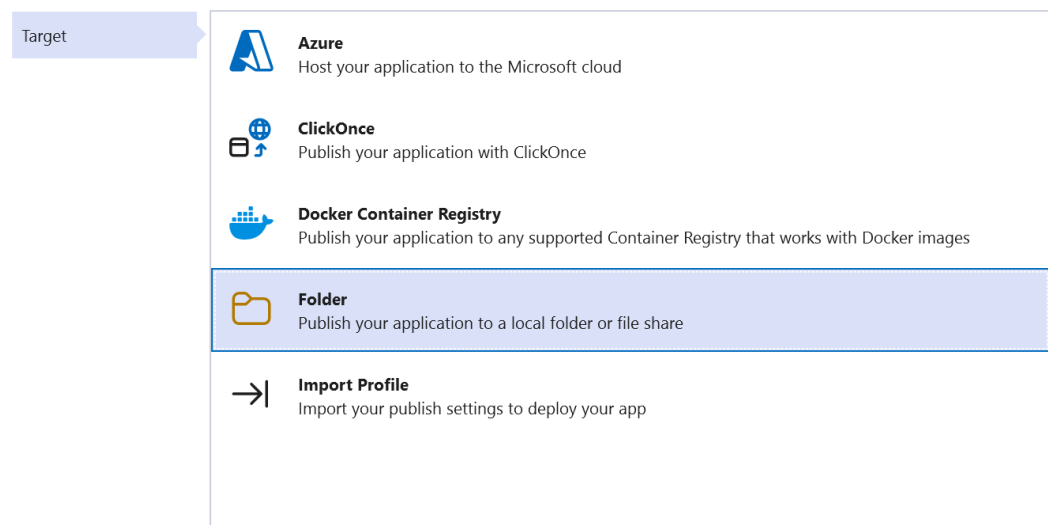 Target
Azure
Host your application to the Microsoft cloud
ClickOnce
Publish your application with ClickOnce
Docker Container Registry
Publish your application to any supported Container Registry that works with Docker images
Folder
Publish your application to a local folder or file share
Import Profile
Import your publish settings to deploy your app